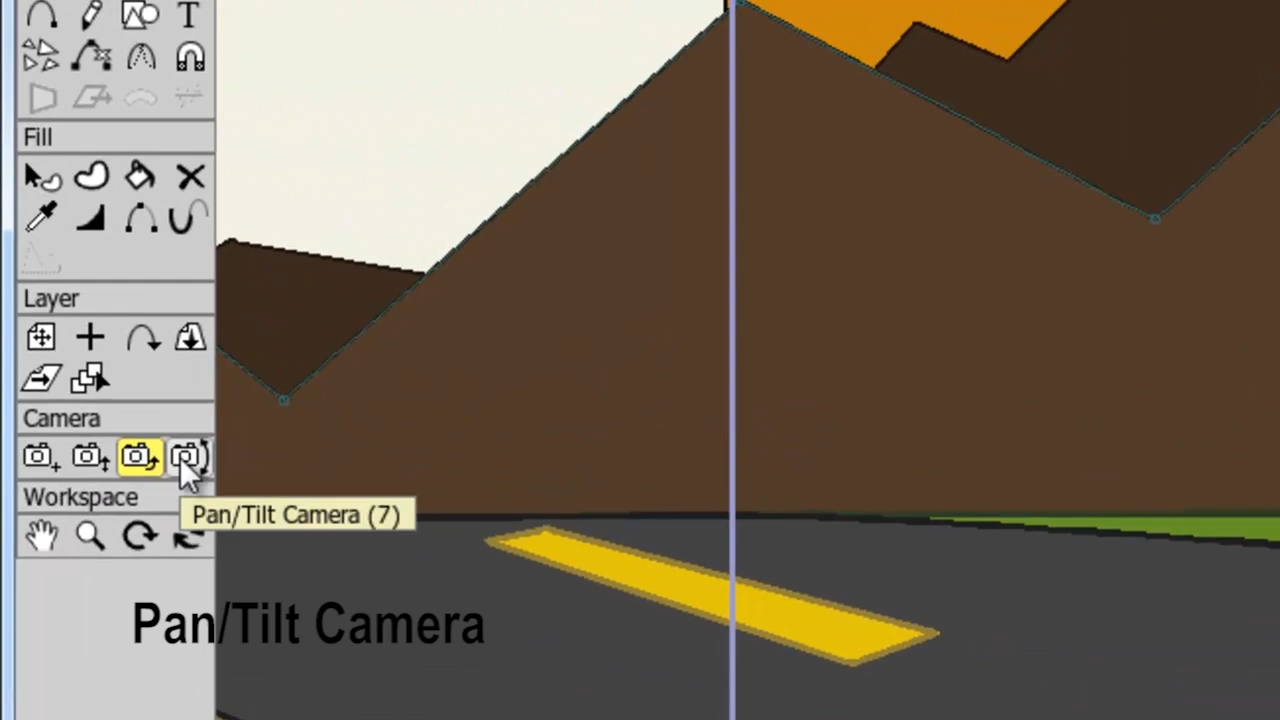 T
Fill
Layer
Camera
Workspace
Pan/Tilt Camera (7)
Pan/Tilt Camera